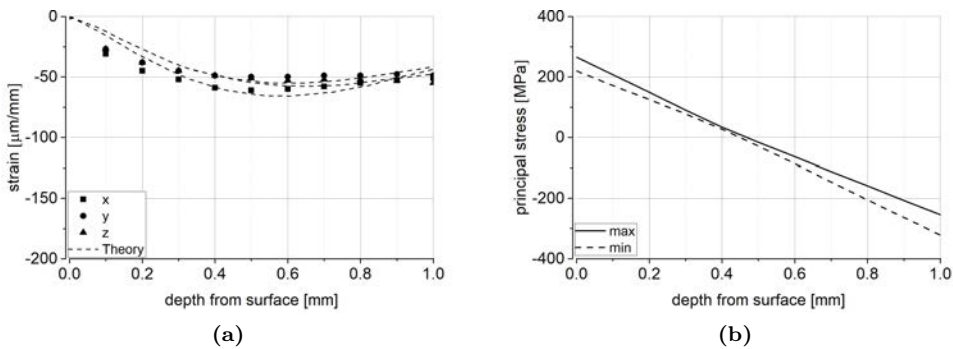 0
-50
-100
-150
-200
strain [μm/mm]
x
y
z
Theory
0.0 0.2 0.4 0.6 0.8 1.0
depth from surface [mm]
(a)
400
200
0
-200
-400
principal stress [MPa]
max
min
0.0 0.2 0.4 0.6 0.8 1.0
depth from surface [mm]
(b)